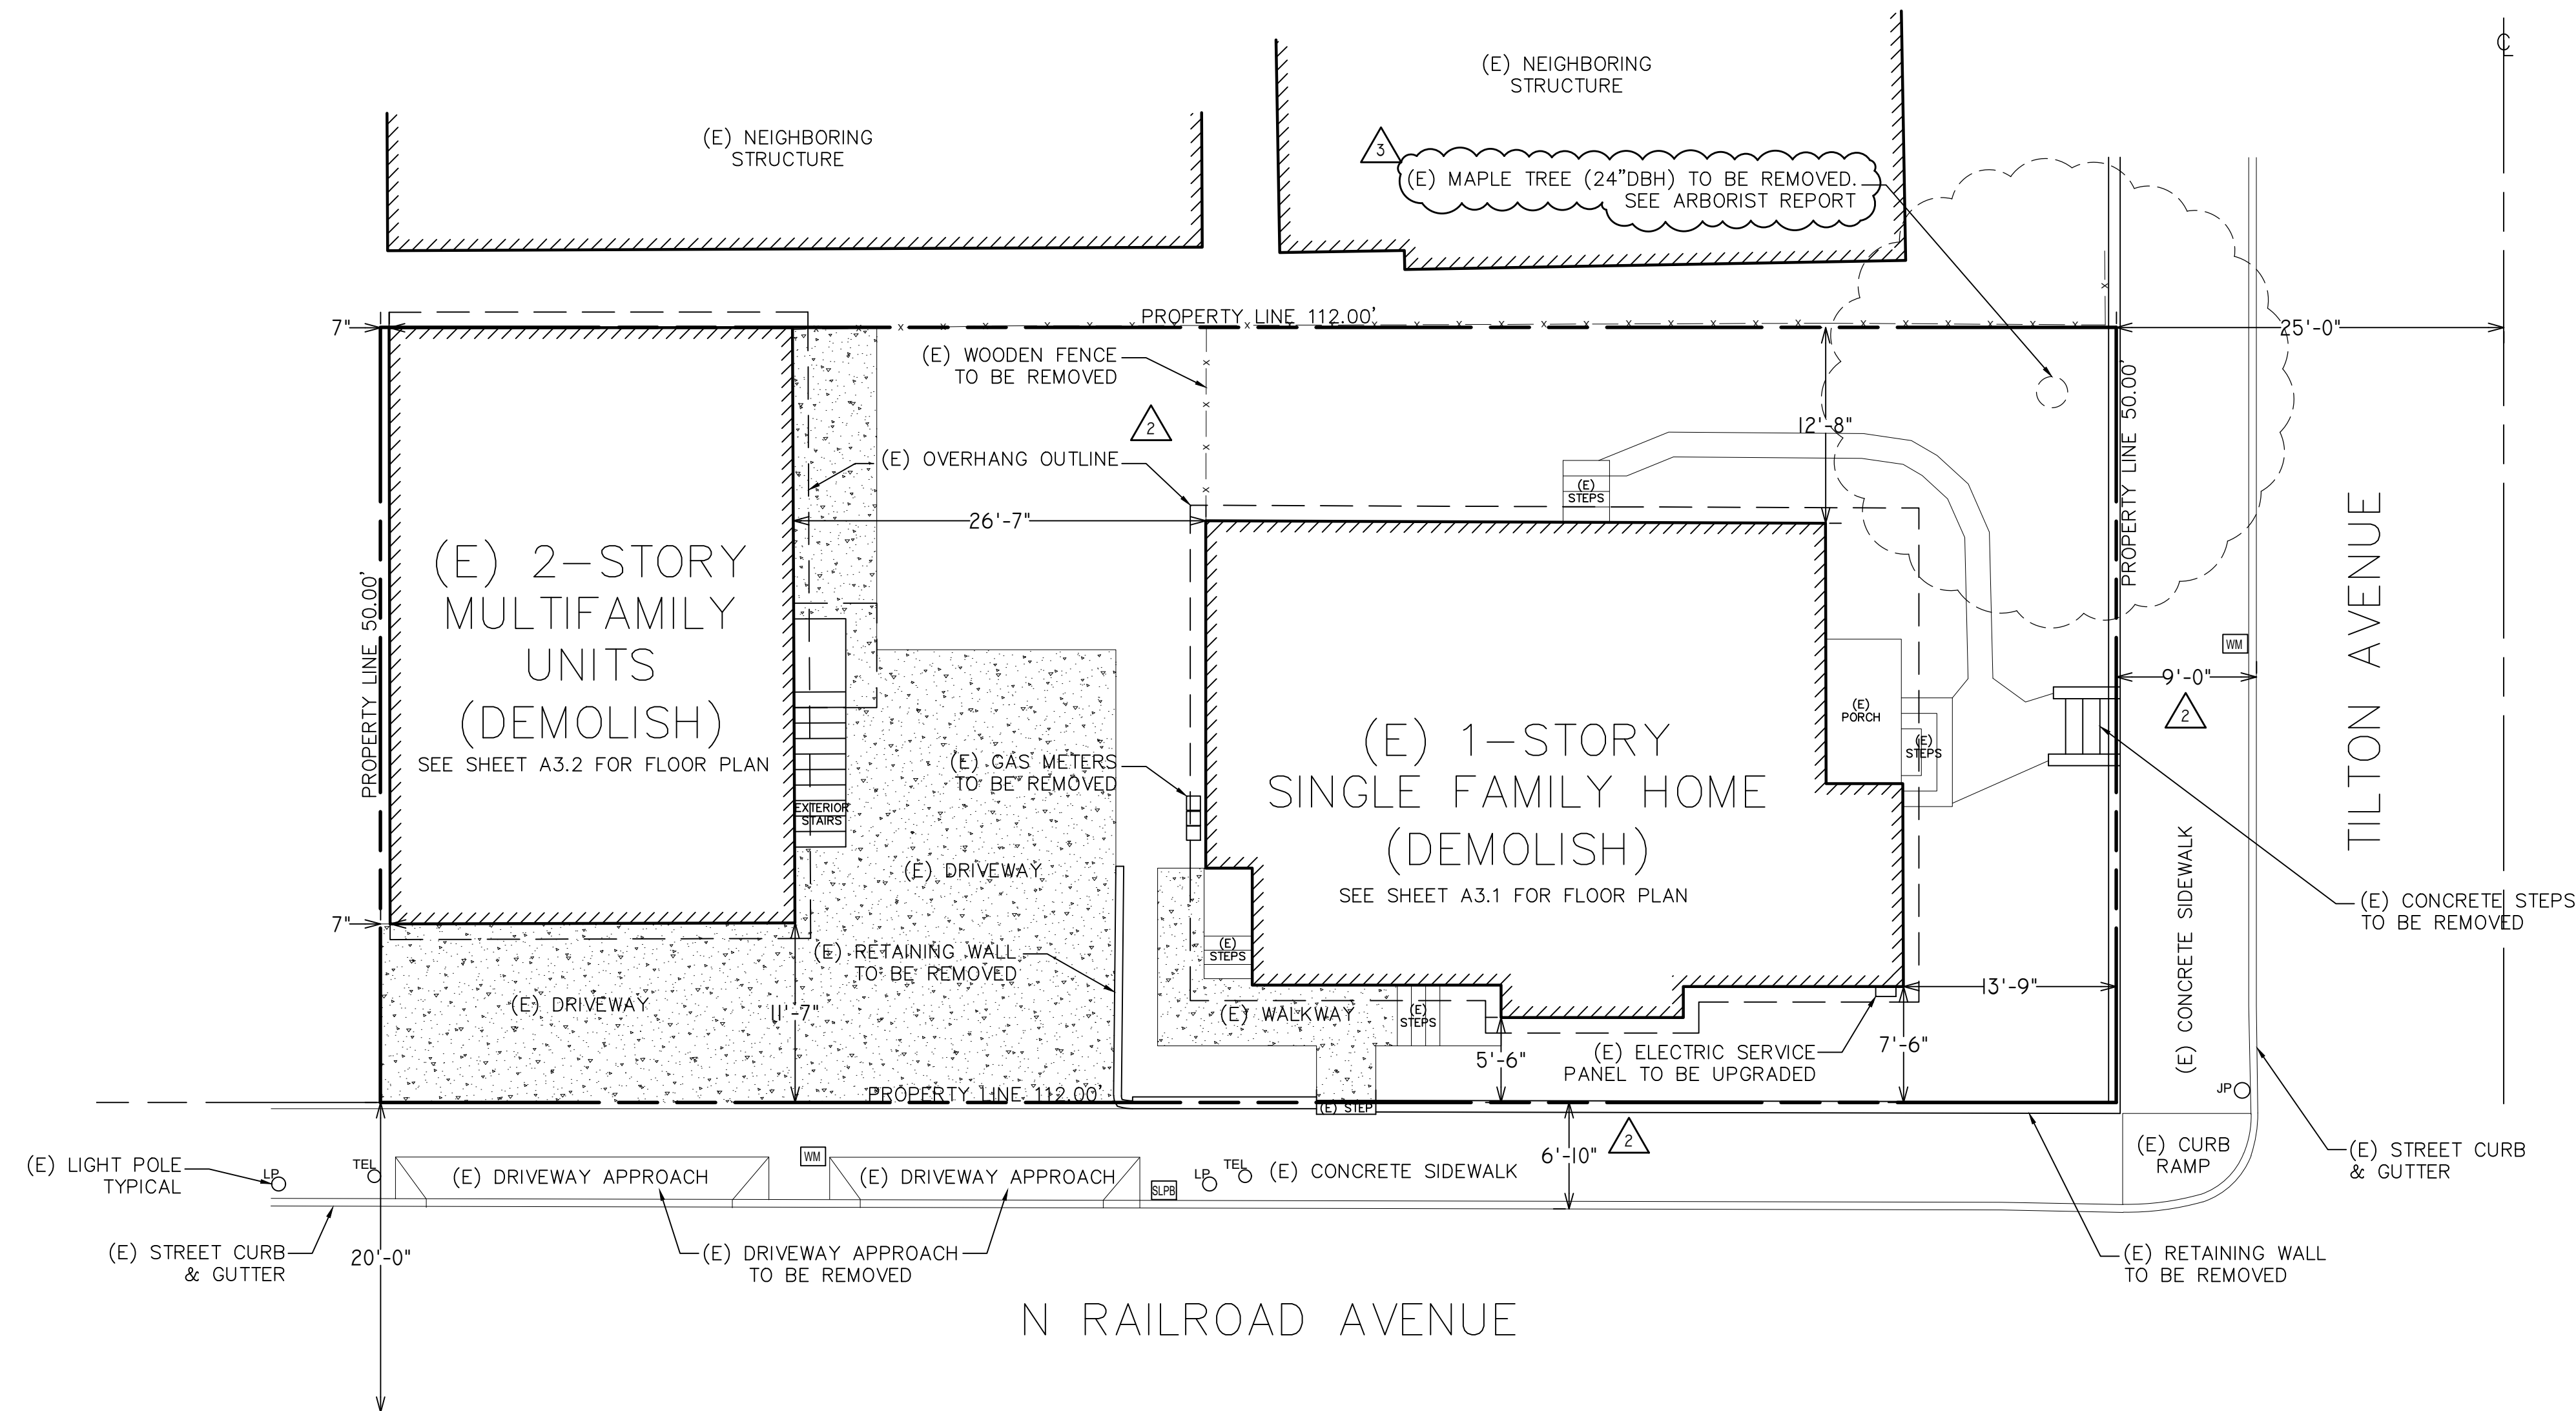 ℄
(E) NEIGHBORING
STRUCTURE
(E) NEIGHBORING
STRUCTURE
3
(E) MAPLE TREE (24"DBH) TO BE REMOVED.
SEE ARBORIST REPORT
PROPERTY LINE 112.00'
7"
25'-0"
(E) WOODEN FENCE
TO BE REMOVED
2
12'-8"
PROPERTY LINE 50.00'
(E) OVERHANG OUTLINE
(E)
STEPS
26'-7"
(E) 2-STORY
MULTIFAMILY
UNITS
(DEMOLISH)
SEE SHEET A3.2 FOR FLOOR PLAN
PROPERTY LINE 50.00'
TILTON AVENUE
WM
9'-0"
2
(E)
PORCH
(E)
STEPS
(E) 1-STORY
SINGLE FAMILY HOME
(DEMOLISH)
SEE SHEET A3.1 FOR FLOOR PLAN
(E) GAS METERS
TO BE REMOVED
EXTERIOR
STAIRS
(E) DRIVEWAY
(E) CONCRETE STEPS
TO BE REMOVED
(E) CONCRETE SIDEWALK
7"
(E) RETAINING WALL
TO BE REMOVED
(E)
STEPS
(E) DRIVEWAY
11'-7"
13'-9"
(E) WALKWAY
(E)
STEPS
5'-6"
(E) ELECTRIC SERVICE
PANEL TO BE UPGRADED
7'-6"
PROPERTY LINE 112.00'
(E) STEP
JP
2
6'-10"
(E) CURB
RAMP
(E) STREET CURB
& GUTTER
(E) LIGHT POLE
TYPICAL
LP
TEL
(E) DRIVEWAY APPROACH
WM
(E) DRIVEWAY APPROACH
SLPB
LP
TEL
(E) CONCRETE SIDEWALK
(E) STREET CURB
& GUTTER
20'-0"
(E) DRIVEWAY APPROACH
TO BE REMOVED
(E) RETAINING WALL
TO BE REMOVED
N RAILROAD AVENUE